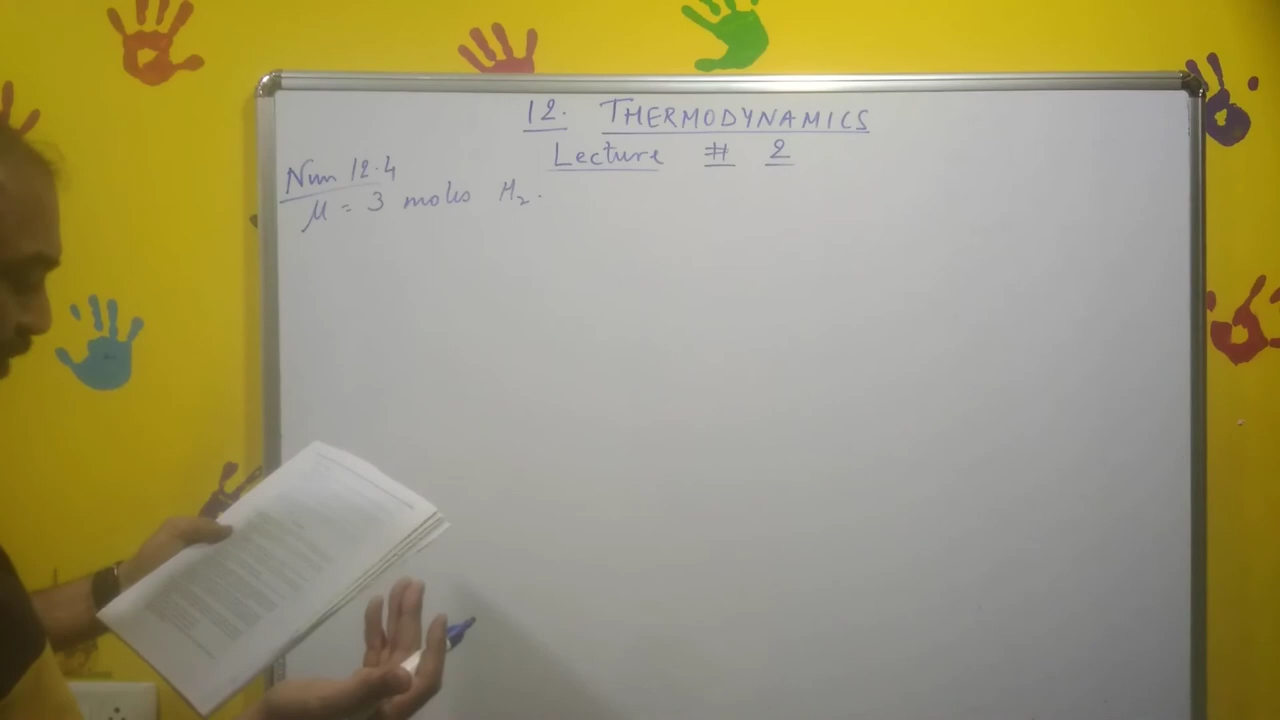 12. THERMODYNAMICS
Lecture # 2
Num 12.4
μ = 3 moles H₂.